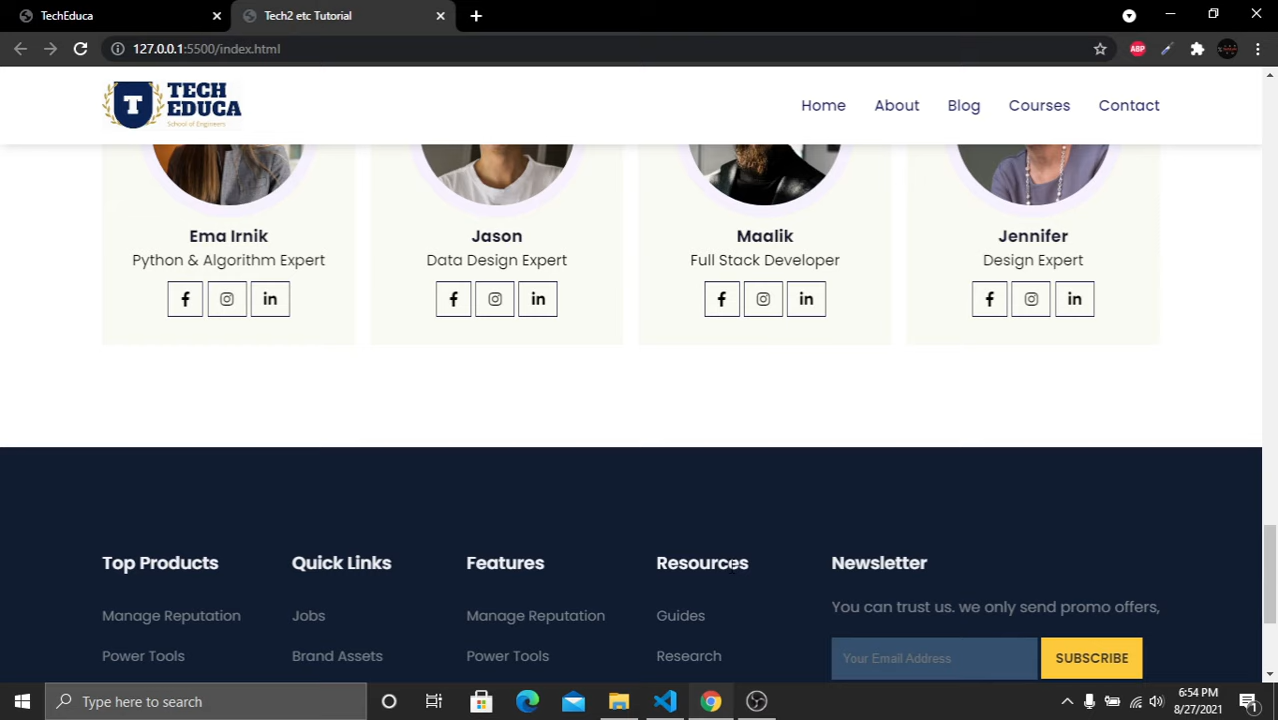 TechEduca
Tech2 etc Tutorial
127.0.0.1:5500/index.html
ABP
T
TECH
EDUCA
School of Engineers
Home
About
Blog
Courses
Contact
Ema Irnik
Python & Algorithm Expert
Jason
Data Design Expert
Maalik
Full Stack Developer
Jennifer
Design Expert
Top Products
Quick Links
Features
Resources
Newsletter
Manage Reputation
Jobs
Manage Reputation
Guides
You can trust us. we only send promo offers,
Power Tools
Brand Assets
Power Tools
Research
Your Email Address
SUBSCRIBE
Type here to search
6:54 PM
8/27/2021
1